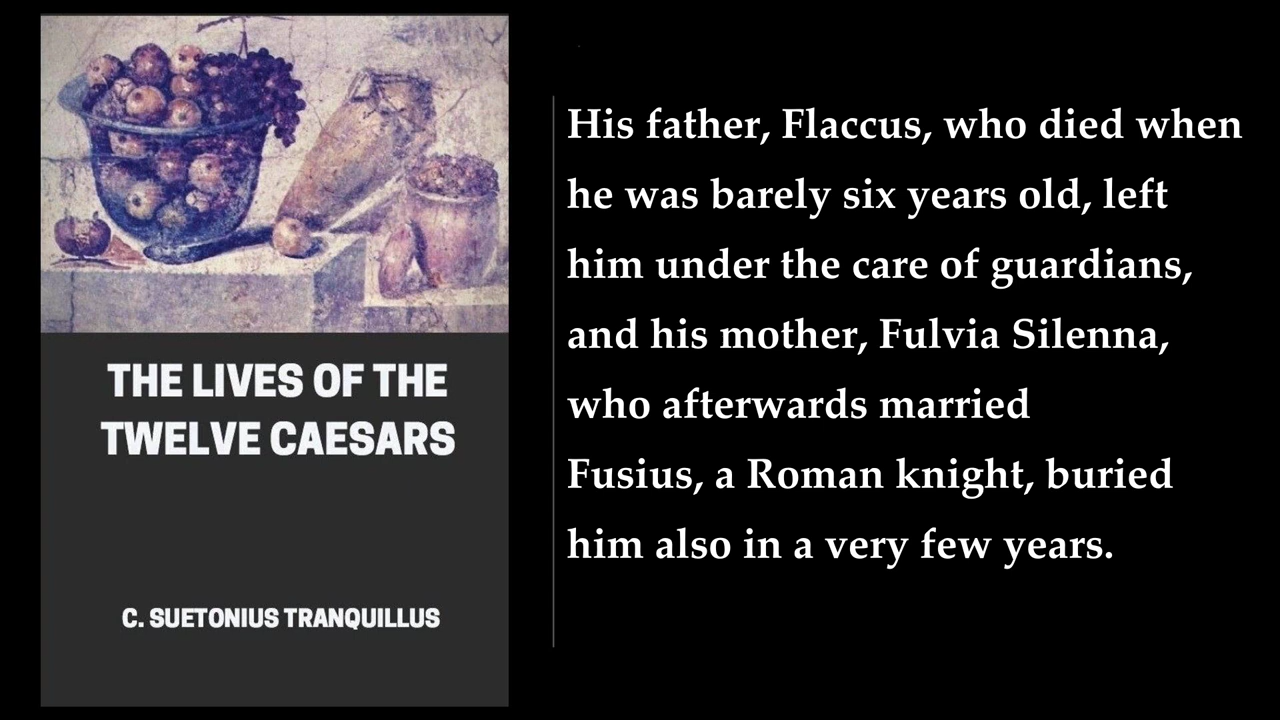 THE LIVES OF THE
TWELVE CAESARS
C. SUETONIUS TRANQUILLUS
His father, Flaccus, who died when
he was barely six years old, left
him under the care of guardians,
and his mother, Fulvia Silenna,
who afterwards married
Fusius, a Roman knight, buried
him also in a very few years.